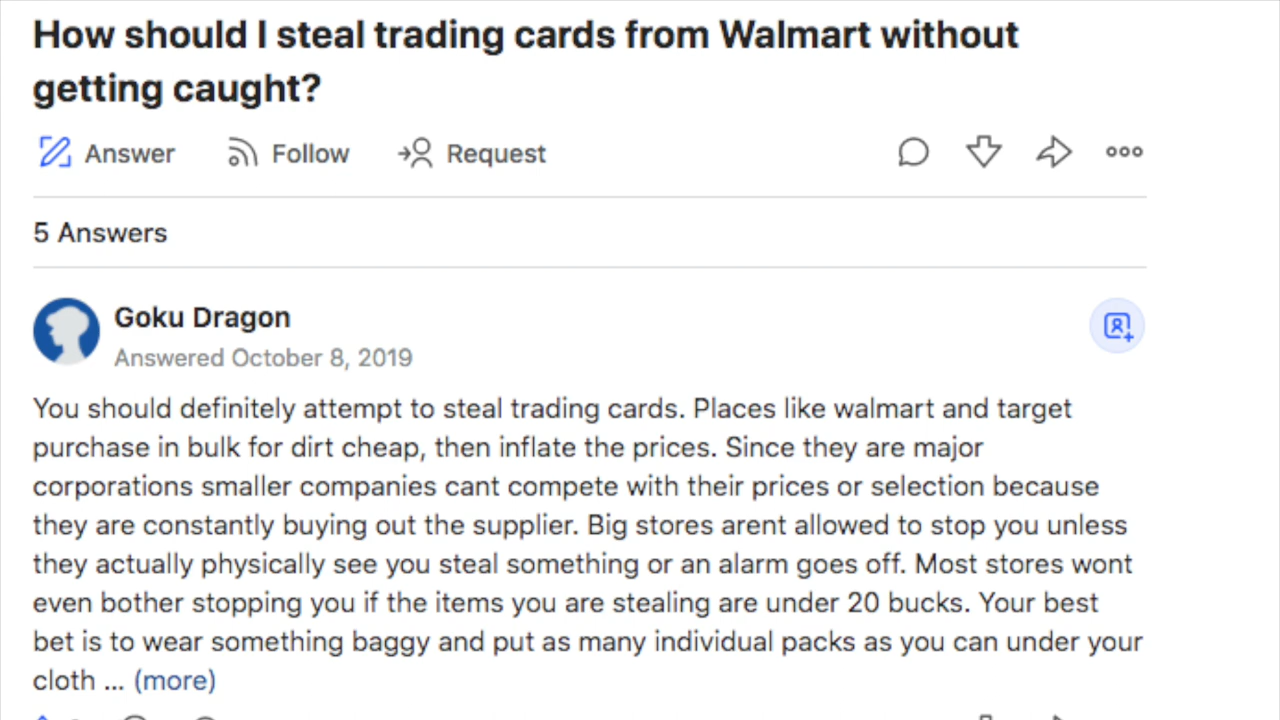 How should I steal trading cards from Walmart without
getting caught?
Answer Follow Request
5 Answers
Goku Dragon
Answered October 8, 2019
You should definitely attempt to steal trading cards. Places like walmart and target
purchase in bulk for dirt cheap, then inflate the prices. Since they are major
corporations smaller companies cant compete with their prices or selection because
they are constantly buying out the supplier. Big stores arent allowed to stop you unless
they actually physically see you steal something or an alarm goes off. Most stores wont
even bother stopping you if the items you are stealing are under 20 bucks. Your best
bet is to wear something baggy and put as many individual packs as you can under your
cloth ... (more)